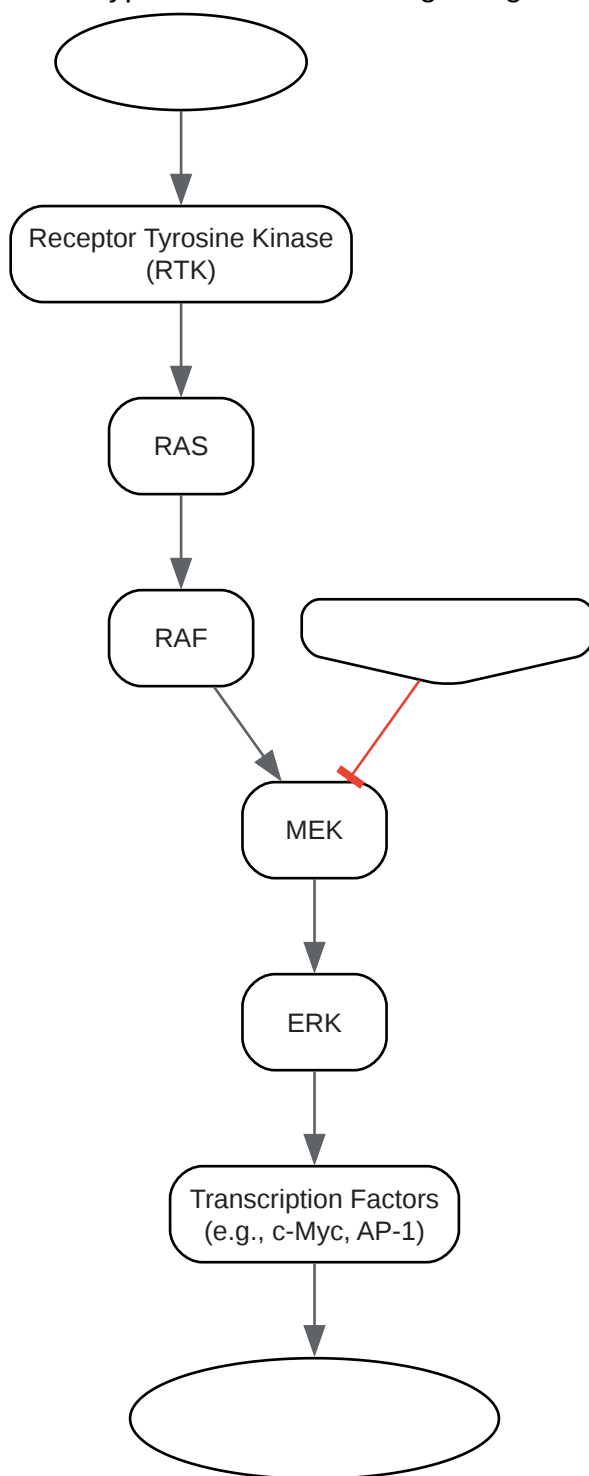 Receptor Tyrosine Kinase
(RTK)
RAS
RAF
MEK
ERK
Transcription Factors
(e.g., c-Myc, AP-1)